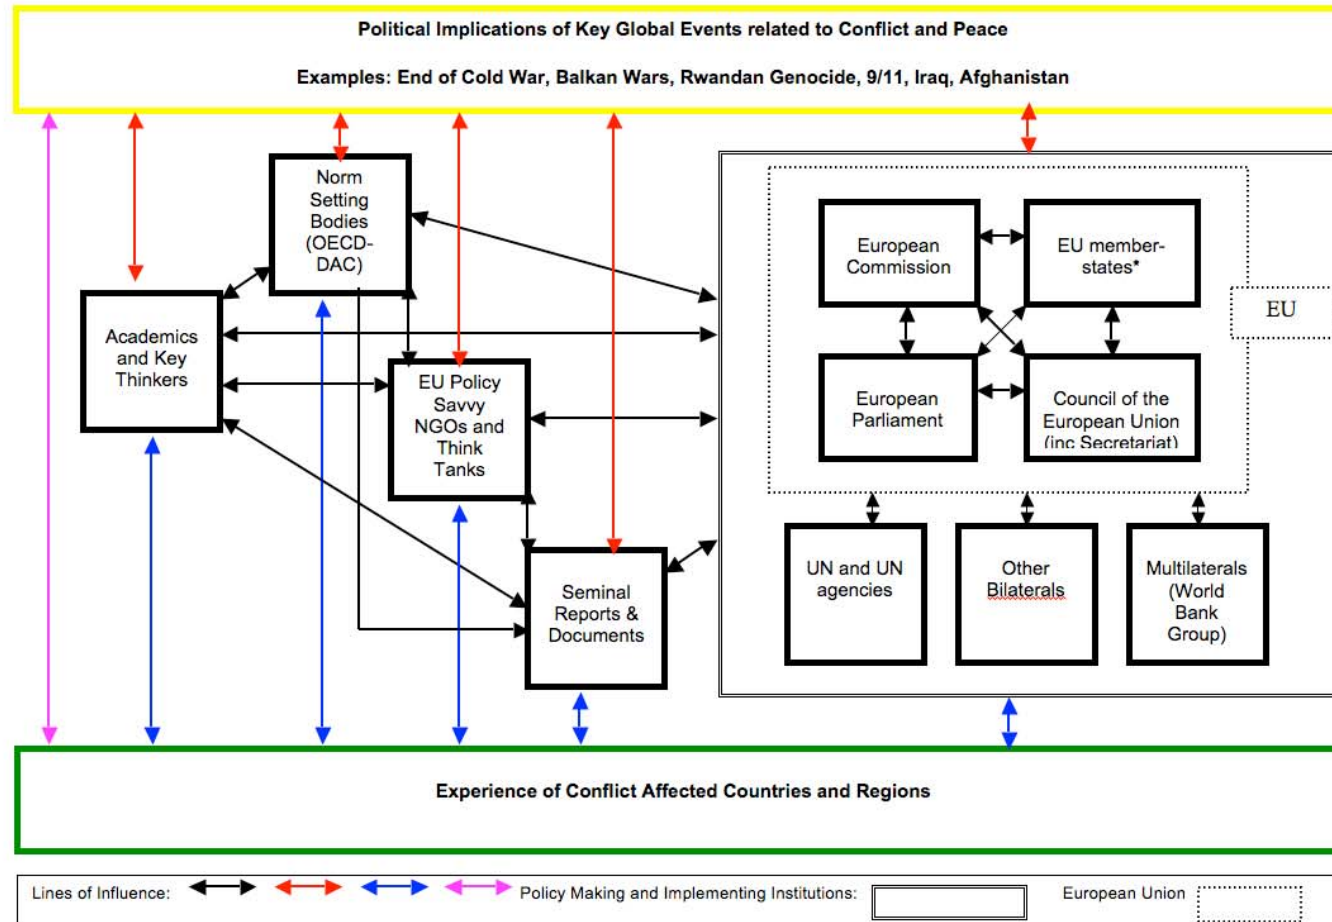 Political Implications of Key Global Events related to Conflict and Peace
Examples: End of Cold War, Balkan Wars, Rwandan Genocide, 9/11, Iraq, Afghanistan
Norm
Setting
Bodies
(OECD-
DAC)
Academics
and Key
Thinkers
EU Policy
Savvy
NGOs and
Think
Tanks
Seminal
Reports &
Documents
European
Commission
EU member-
states*
EU
European
Parliament
Council of the
European Union
(inc Secretariat)
UN and UN
agencies
Other
Bilaterals
Multilaterals
(World
Bank
Group)
Experience of Conflict Affected Countries and Regions
Lines of Influence:
Policy Making and Implementing Institutions:
European Union